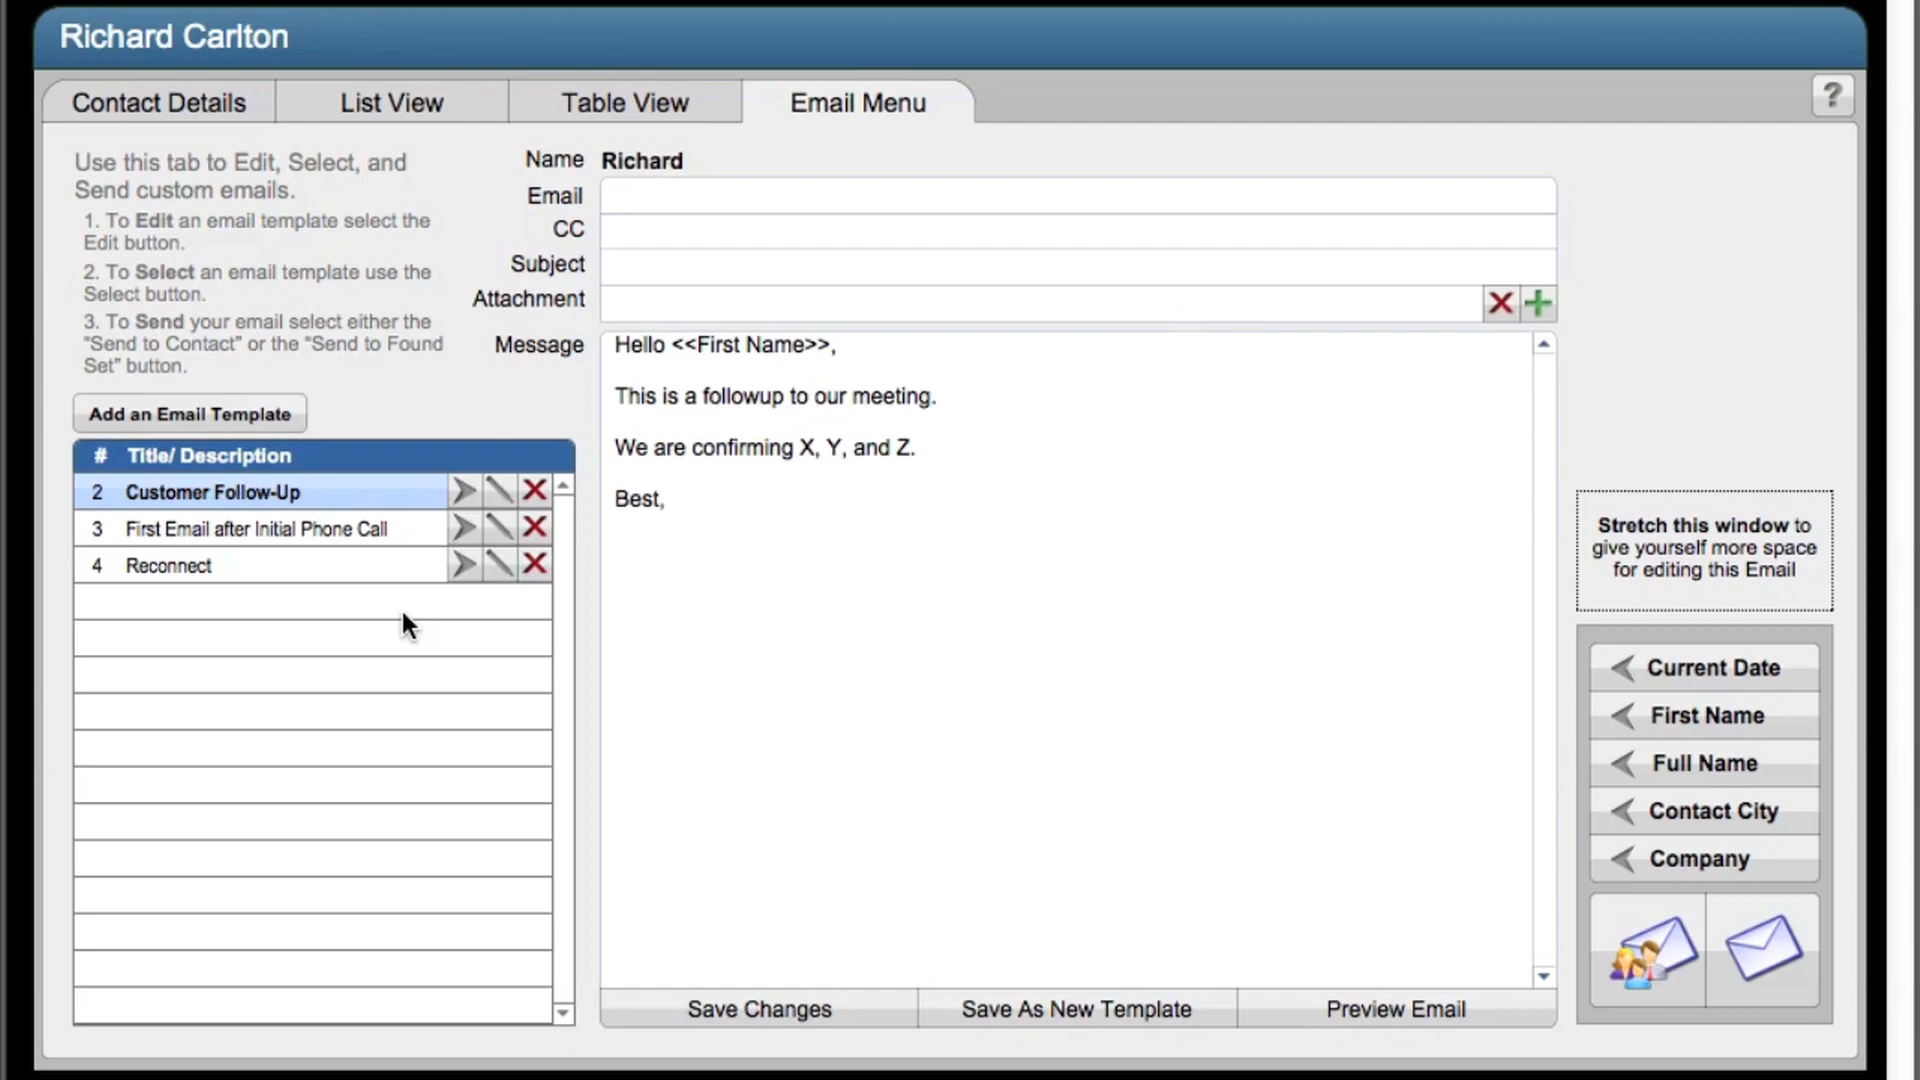 Richard Carlton
Contact Details
List View
Table View
Email Menu
?
Use this tab to Edit, Select, and
Send custom emails.
1. To Edit an email template select the
Edit button.
2. To Select an email template use the
Select button.
3. To Send your email select either the
"Send to Contact" or the "Send to Found
Set" button.
Add an Email Template
# Title/ Description
2 Customer Follow-Up
3 First Email after Initial Phone Call
4 Reconnect
Name Richard
Email
CC
Subject
Attachment
Message
Hello <<First Name>>,
This is a followup to our meeting.
We are confirming X, Y, and Z.
Best,
Save Changes
Save As New Template
Preview Email
Stretch this window to
give yourself more space
for editing this Email
Current Date
First Name
Full Name
Contact City
Company